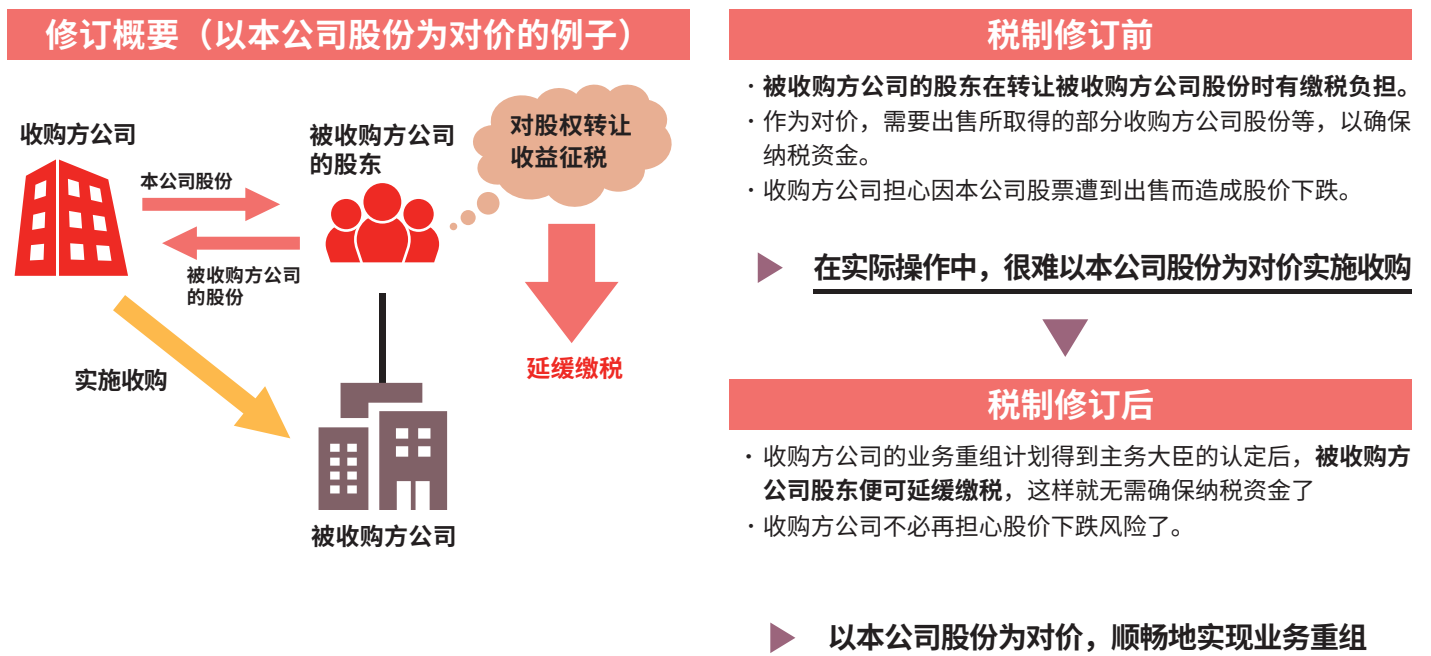 修订概要（以本公司股份为对价的例子）
收购方公司
本公司股份
被收购方公司
的股东
对股权转让
收益征税
被收购方公司
的股份
延缓缴税
实施收购
被收购方公司
税制修订前
·被收购方公司的股东在转让被收购方公司股份时有缴税负担。
·作为对价，需要出售所取得的部分收购方公司股份等，以确保
纳税资金。
·收购方公司担心因本公司股票遭到出售而造成股价下跌。
在实际操作中，很难以本公司股份为对价实施收购
税制修订后
·收购方公司的业务重组计划得到主务大臣的认定后，被收购方
公司股东便可延缓缴税，这样就无需确保纳税资金了
·收购方公司不必再担心股价下跌风险了。
以本公司股份为对价，顺畅地实现业务重组